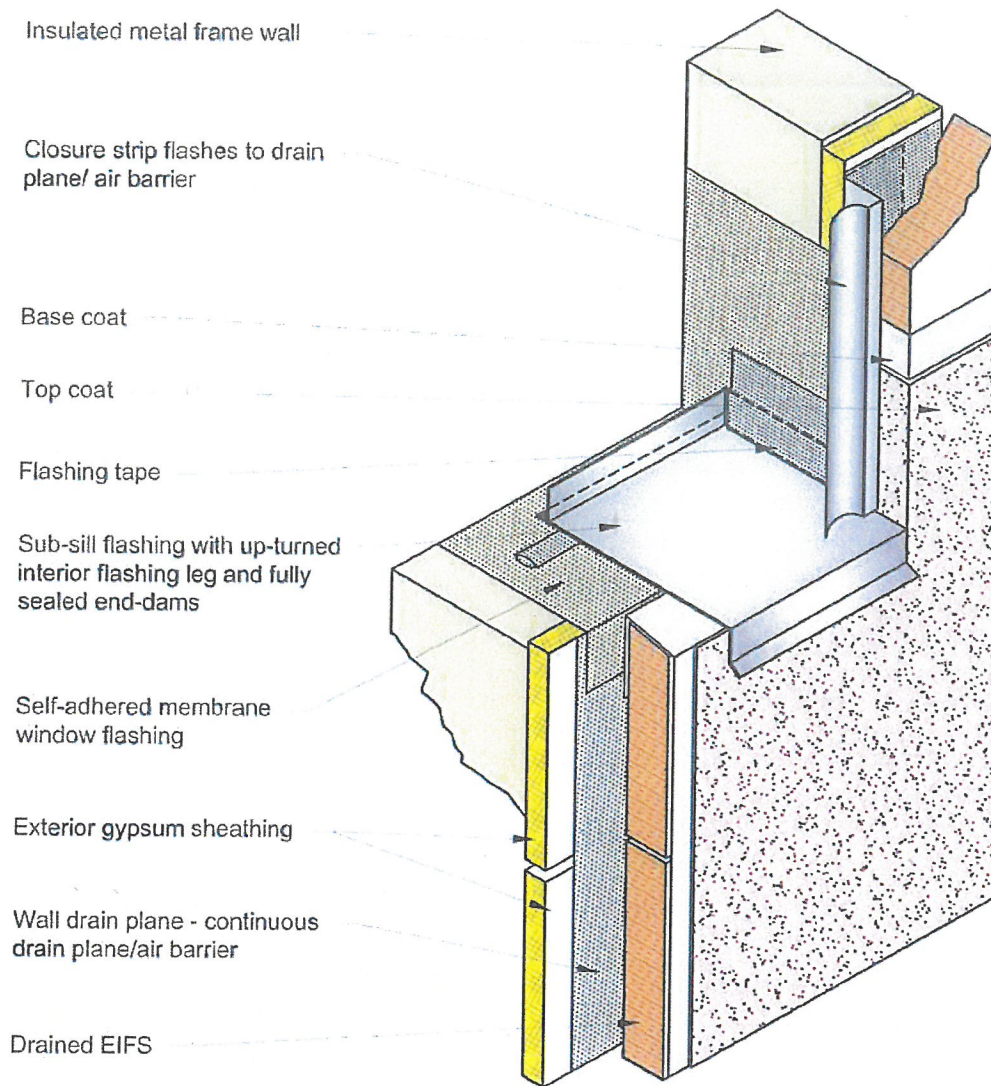 Insulated metal frame wall
Closure strip flashes to drain
plane/ air barrier
Base coat
Top coat
Flashing tape
Sub-sill flashing with up-turned
interior flashing leg and fully
sealed end-dams
Self-adhered membrane
window flashing
Exterior gypsum sheathing
Wall drain plane - continuous
drain plane/air barrier
Drained EIFS